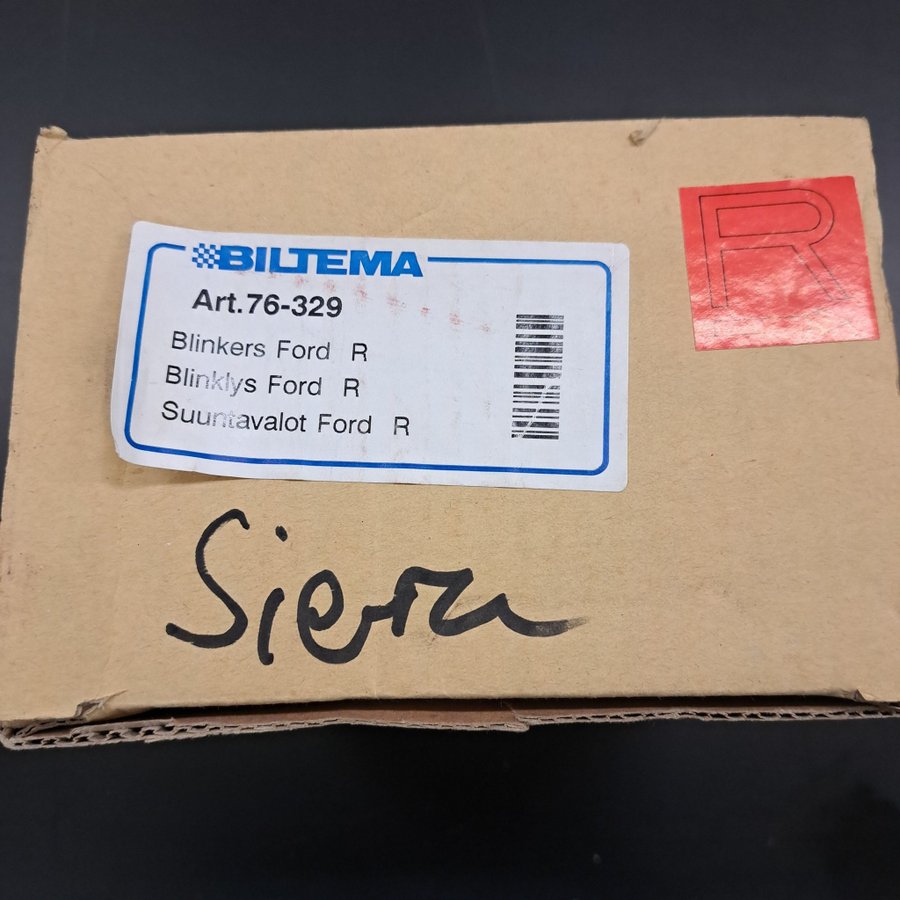 BILTEMA
Art.76-329
Blinkers Ford R
Blinklys Ford R
Suuntavalot Ford R
R
Sierra